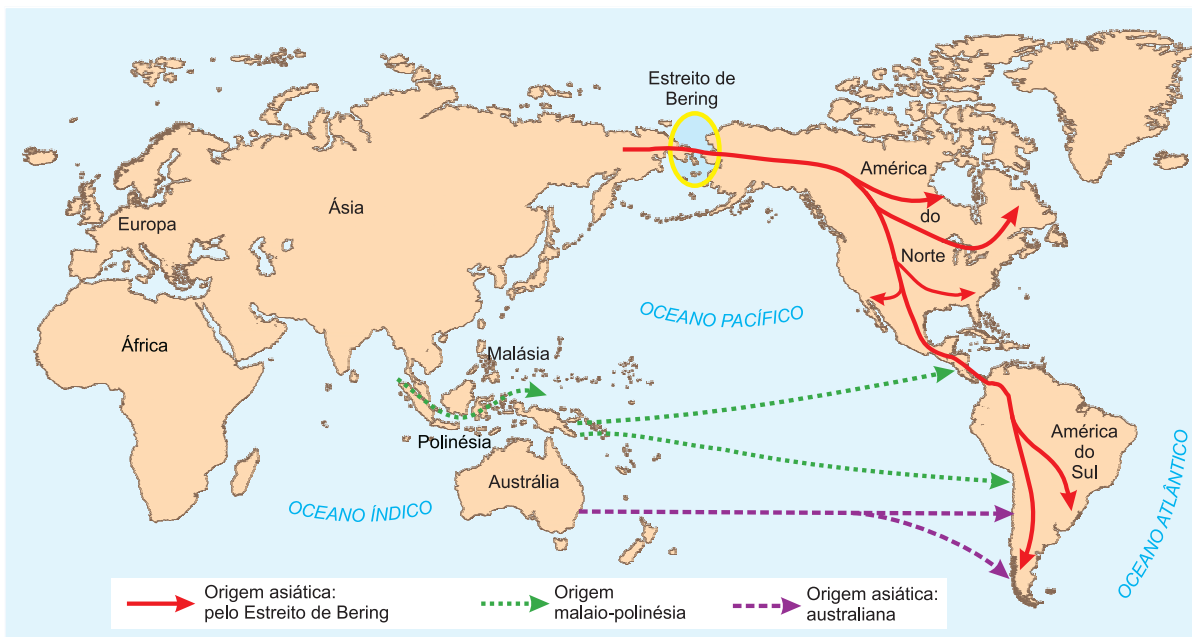 Estreito de
Bering
América
do
Norte
Ásia
Europa
OCEANO PACÍFICO
África
Malásia
Polinésia
América
do
Sul
Austrália
OCEANO ÍNDICO
OCEANO ATLÂNTICO
Origem asiática:
pelo Estreito de Bering
Origem
malaio-polinésia
Origem asiática:
australiana